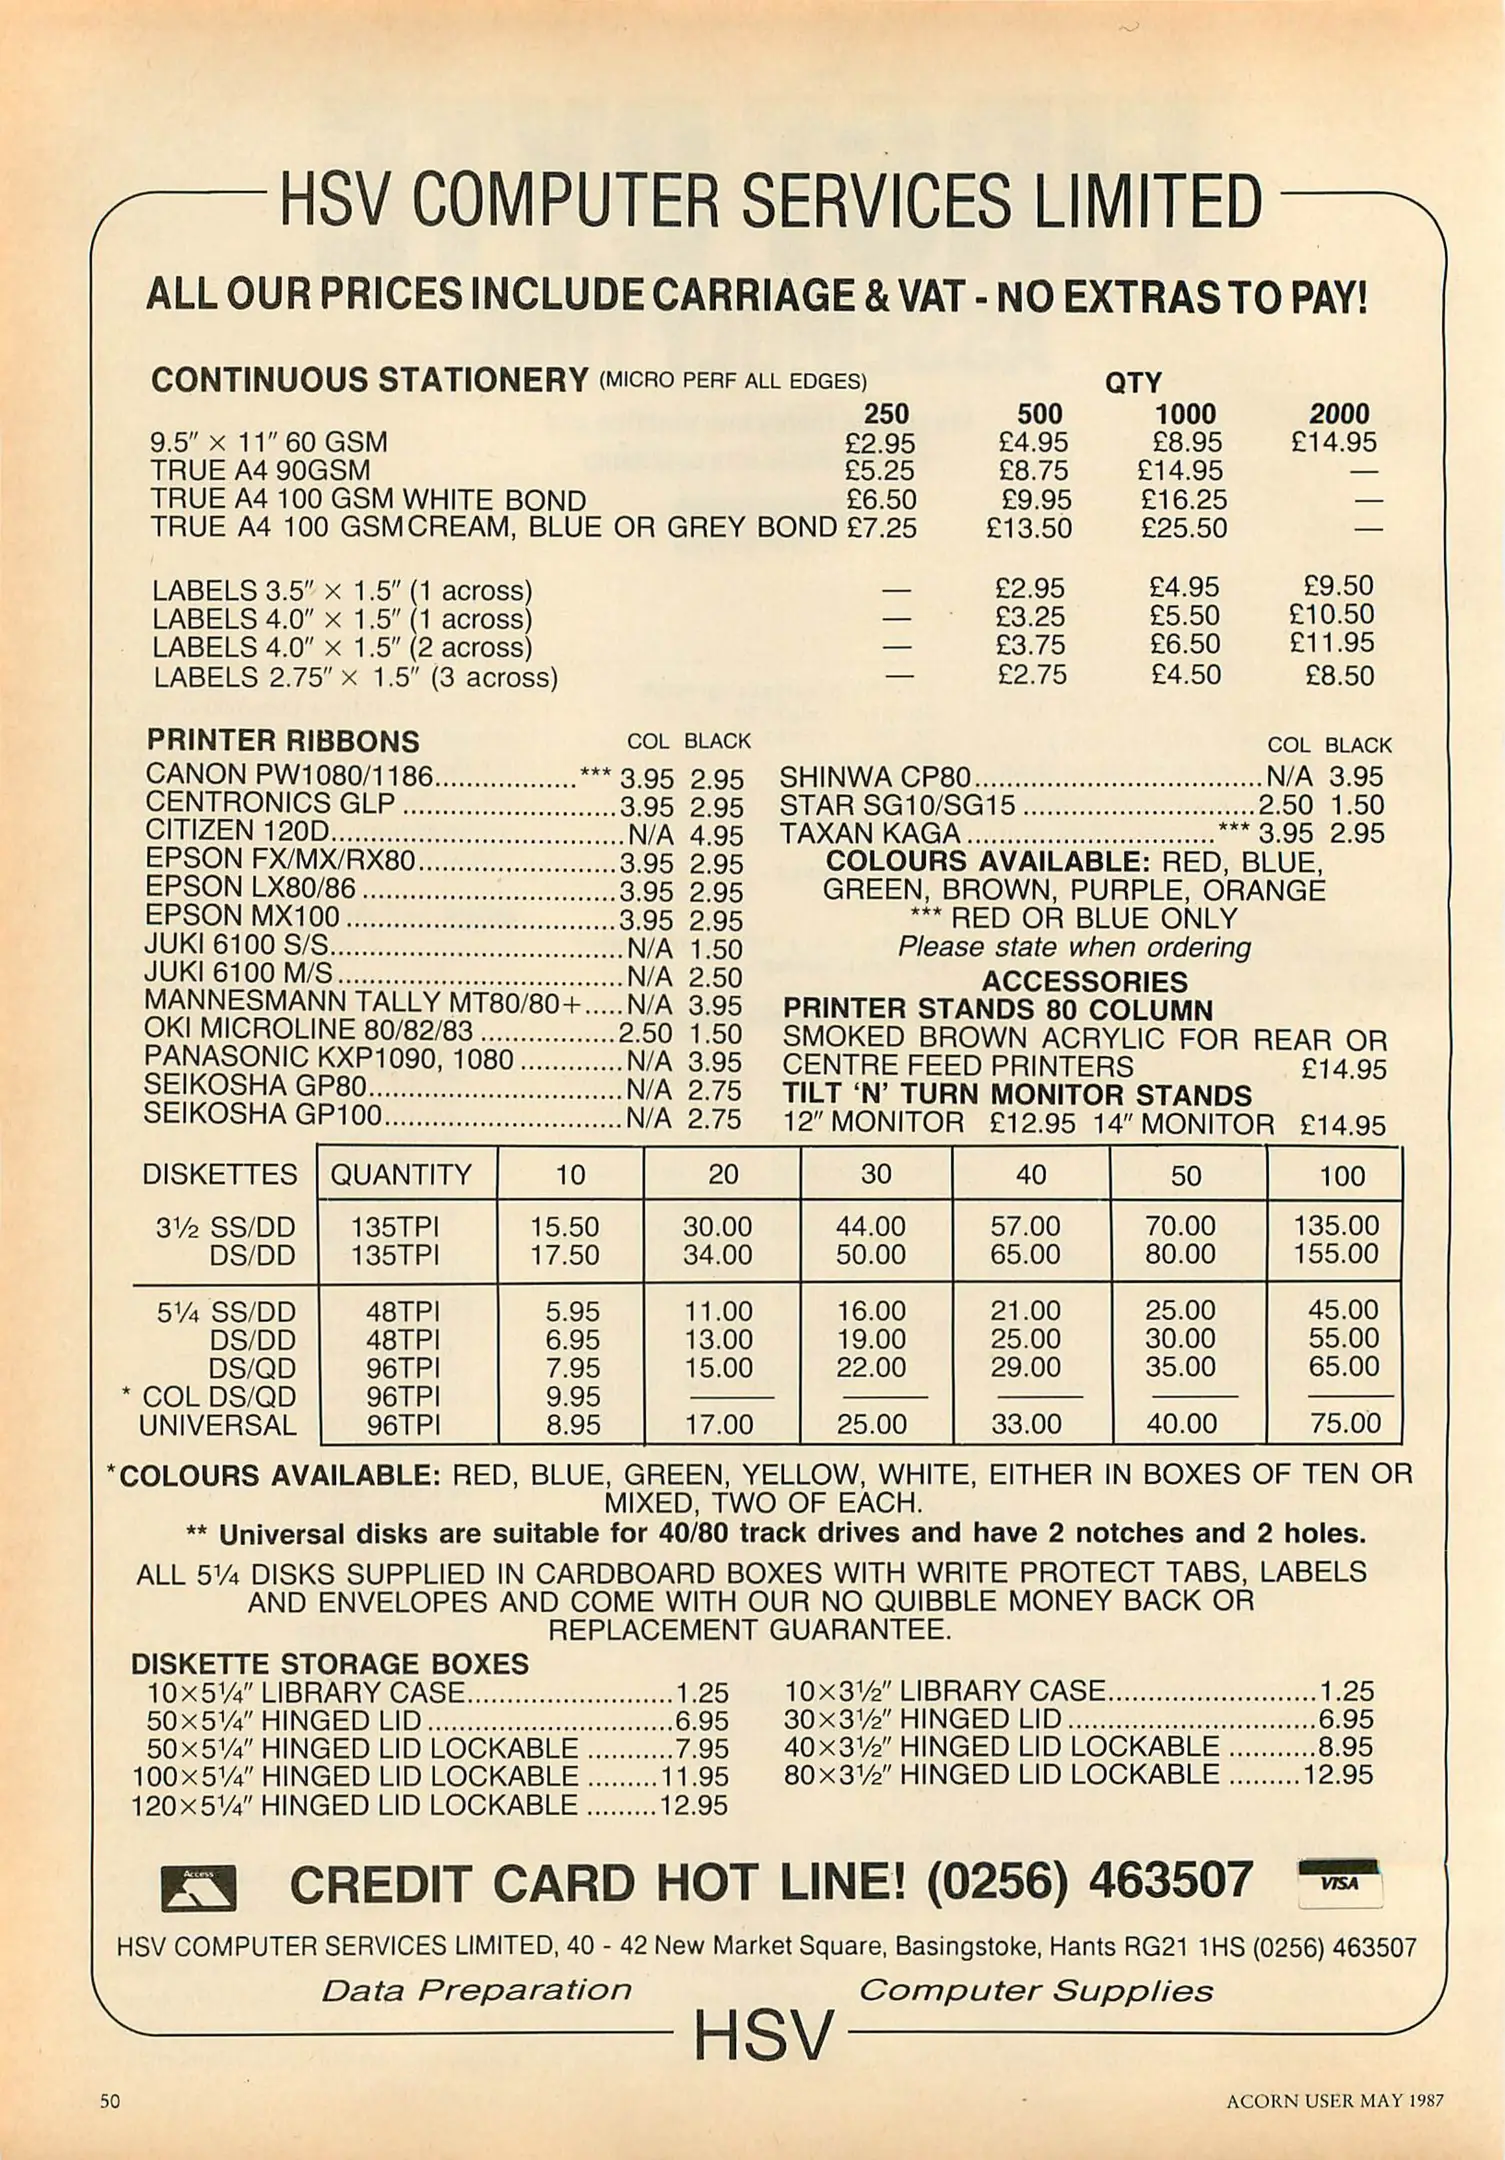 HSV COMPUTER SERVICES LIMITED
ALL OUR PRICES INCLUDE CARRIAGE & VAT - NO EXTRAS TO PAY!
CONTINUOUS STATIONERY (MICRO PERF ALL EDGES) QTY
250 500 1000 2000
9.5" × 11" 60 GSM £2.95 £4.95 £8.95 £14.95
TRUE A4 90GSM £5.25 £8.75 £14.95 —
TRUE A4 100 GSM WHITE BOND £6.50 £9.95 £16.25 —
TRUE A4 100 GSM CREAM, BLUE OR GREY BOND £7.25 £13.50 £25.50 —
LABELS 3.5" × 1.5" (1 across) — £2.95 £4.95 £9.50
LABELS 4.0" × 1.5" (1 across) — £3.25 £5.50 £10.50
LABELS 4.0" × 1.5" (2 across) — £3.75 £6.50 £11.95
LABELS 2.75" × 1.5" (3 across) — £2.75 £4.50 £8.50
PRINTER RIBBONS COL BLACK
CANON PW1080/1186.................. *** 3.95 2.95
CENTRONICS GLP ...........................3.95 2.95
CITIZEN 120D.....................................N/A 4.95
EPSON FX/MX/RX80.........................3.95 2.95
EPSON LX80/86 ................................3.95 2.95
EPSON MX100 ..................................3.95 2.95
JUKI 6100 S/S.....................................N/A 1.50
JUKI 6100 M/S....................................N/A 2.50
MANNESMANN TALLY MT80/80+.....N/A 3.95
OKI MICROLINE 80/82/83 .................2.50 1.50
PANASONIC KXP1090, 1080 .............N/A 3.95
SEIKOSHA GP80................................N/A 2.75
SEIKOSHA GP100..............................N/A 2.75
COL BLACK
SHINWA CP80....................................N/A 3.95
STAR SG10/SG15 .............................2.50 1.50
TAXAN KAGA............................... *** 3.95 2.95
COLOURS AVAILABLE: RED, BLUE,
GREEN, BROWN, PURPLE, ORANGE
*** RED OR BLUE ONLY
Please state when ordering
ACCESSORIES
PRINTER STANDS 80 COLUMN
SMOKED BROWN ACRYLIC FOR REAR OR
CENTRE FEED PRINTERS £14.95
TILT 'N' TURN MONITOR STANDS
12" MONITOR £12.95 14" MONITOR £14.95
DISKETTES QUANTITY 10 20 30 40 50 100
3½ SS/DD 135TPI 15.50 30.00 44.00 57.00 70.00 135.00
DS/DD 135TPI 17.50 34.00 50.00 65.00 80.00 155.00
5¼ SS/DD 48TPI 5.95 11.00 16.00 21.00 25.00 45.00
DS/DD 48TPI 6.95 13.00 19.00 25.00 30.00 55.00
DS/QD 96TPI 7.95 15.00 22.00 29.00 35.00 65.00
* COL DS/QD 96TPI 9.95 — — — — —
UNIVERSAL 96TPI 8.95 17.00 25.00 33.00 40.00 75.00
*COLOURS AVAILABLE: RED, BLUE, GREEN, YELLOW, WHITE, EITHER IN BOXES OF TEN OR
MIXED, TWO OF EACH.
** Universal disks are suitable for 40/80 track drives and have 2 notches and 2 holes.
ALL 5¼ DISKS SUPPLIED IN CARDBOARD BOXES WITH WRITE PROTECT TABS, LABELS
AND ENVELOPES AND COME WITH OUR NO QUIBBLE MONEY BACK OR
REPLACEMENT GUARANTEE.
DISKETTE STORAGE BOXES
10×5¼" LIBRARY CASE..........................1.25
50×5¼" HINGED LID...............................6.95
50×5¼" HINGED LID LOCKABLE ...........7.95
100×5¼" HINGED LID LOCKABLE .........11.95
120×5¼" HINGED LID LOCKABLE .........12.95
10×3½" LIBRARY CASE..........................1.25
30×3½" HINGED LID...............................6.95
40×3½" HINGED LID LOCKABLE ...........8.95
80×3½" HINGED LID LOCKABLE .........12.95
Access CREDIT CARD HOT LINE! (0256) 463507 VISA
HSV COMPUTER SERVICES LIMITED, 40 - 42 New Market Square, Basingstoke, Hants RG21 1HS (0256) 463507
Data Preparation Computer Supplies
HSV
50 ACORN USER MAY 1987